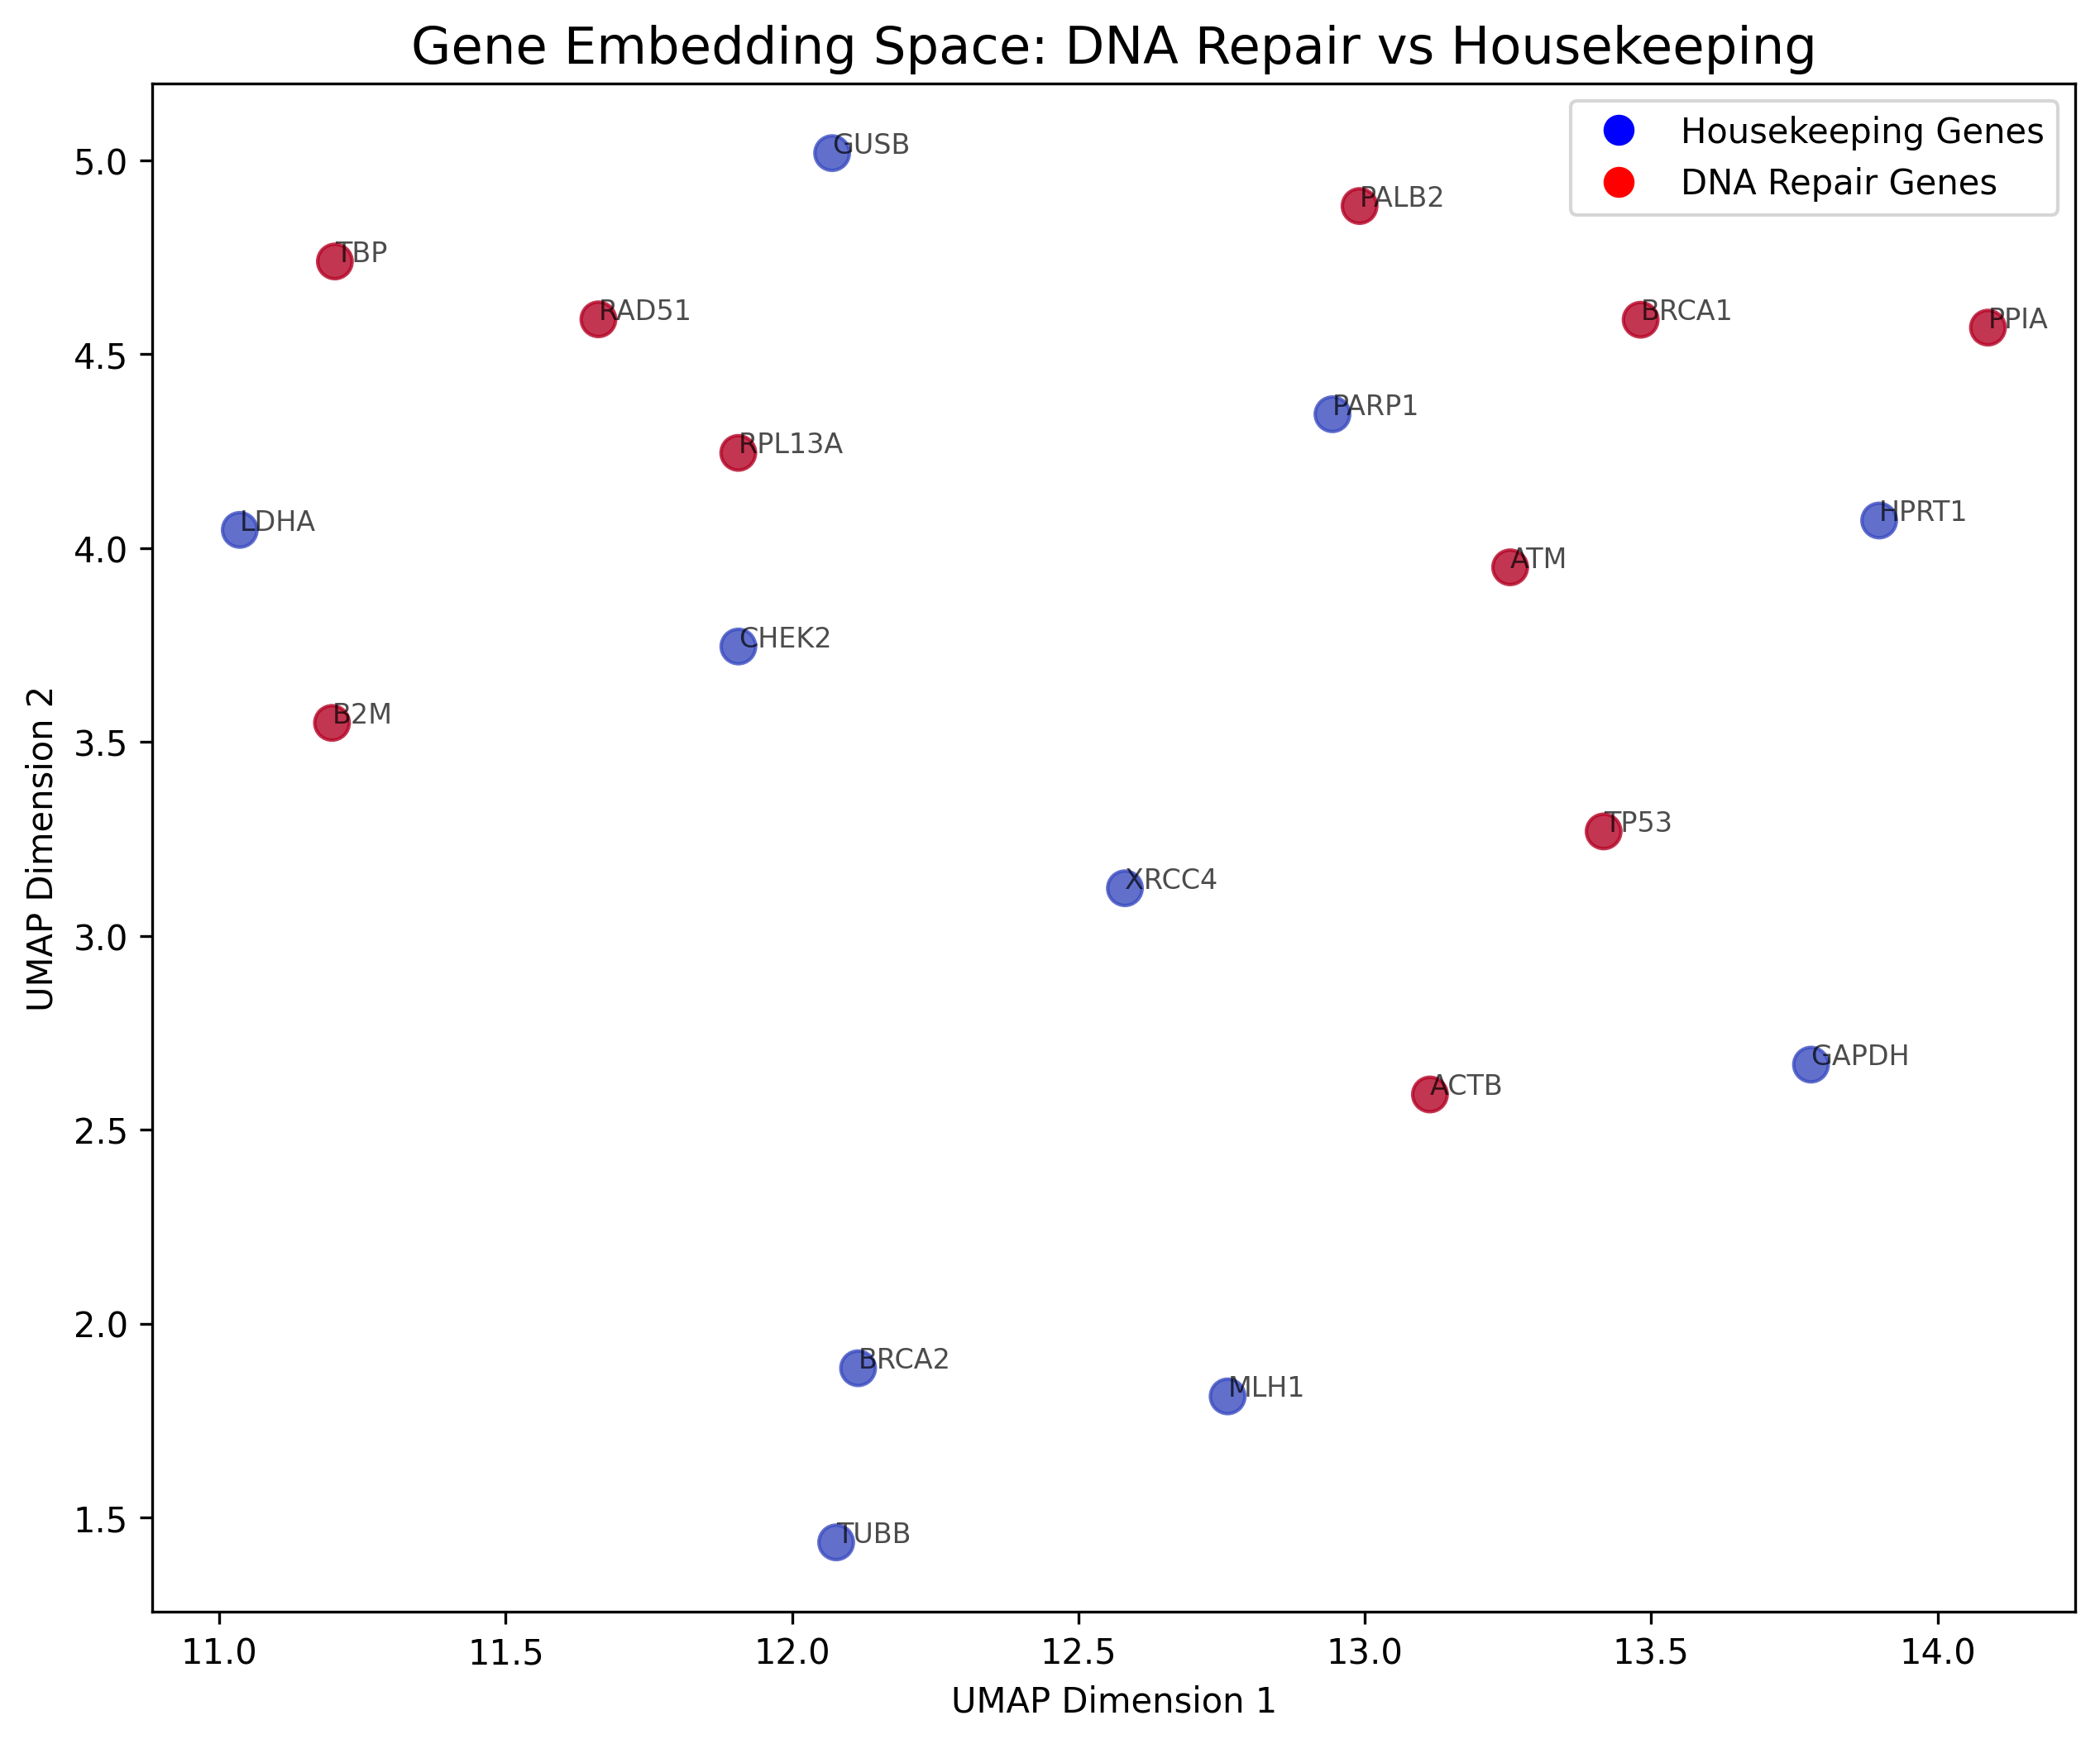 Gene Embedding Space: DNA Repair vs Housekeeping
Housekeeping Genes
DNA Repair Genes
GUSB
PALB2
TBP
RAD51
BRCA1
PPIA
PARP1
RPL13A
LDHA
HPRT1
ATM
CHEK2
B2M
TP53
XRCC4
GAPDH
ACTB
BRCA2
MLH1
TUBB
UMAP Dimension 2
5.0
4.5
4.0
3.5
3.0
2.5
2.0
1.5
11.0 11.5 12.0 12.5 13.0 13.5 14.0
UMAP Dimension 1